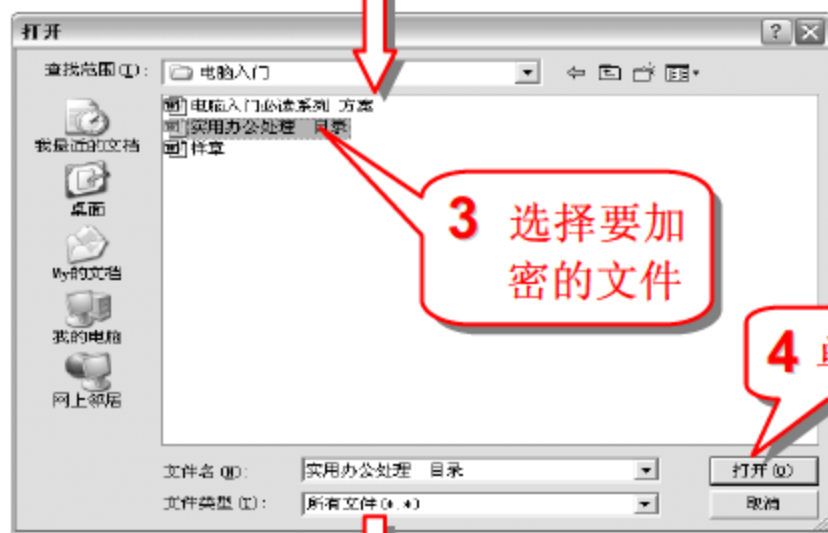 打开
查找范围(I):
电脑入门
电脑入门必读系列 方案
实用办公处理 目录
样章
我最近的文档
桌面
My的文档
我的电脑
网上邻居
3 选择要加
密的文件
4
文件名(N):
实用办公处理 目录
打开(O)
文件类型(T):
所有文件(*.*)
取消